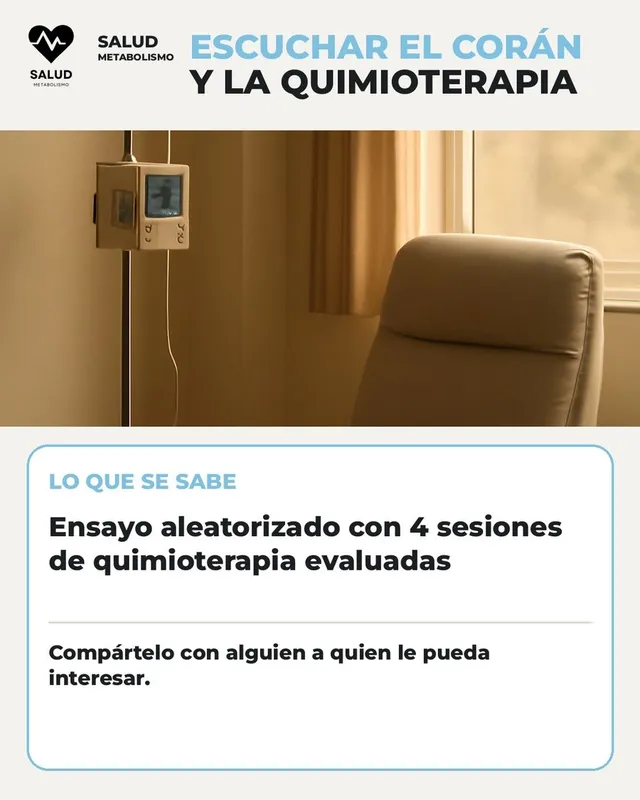 SALUD
METABOLISMO
SALUD
METABOLISMO
ESCUCHAR EL CORÁN
Y LA QUIMIOTERAPIA
LO QUE SE SABE
Ensayo aleatorizado con 4 sesiones
de quimioterapia evaluadas
Compártelo con alguien a quien le pueda
interesar.